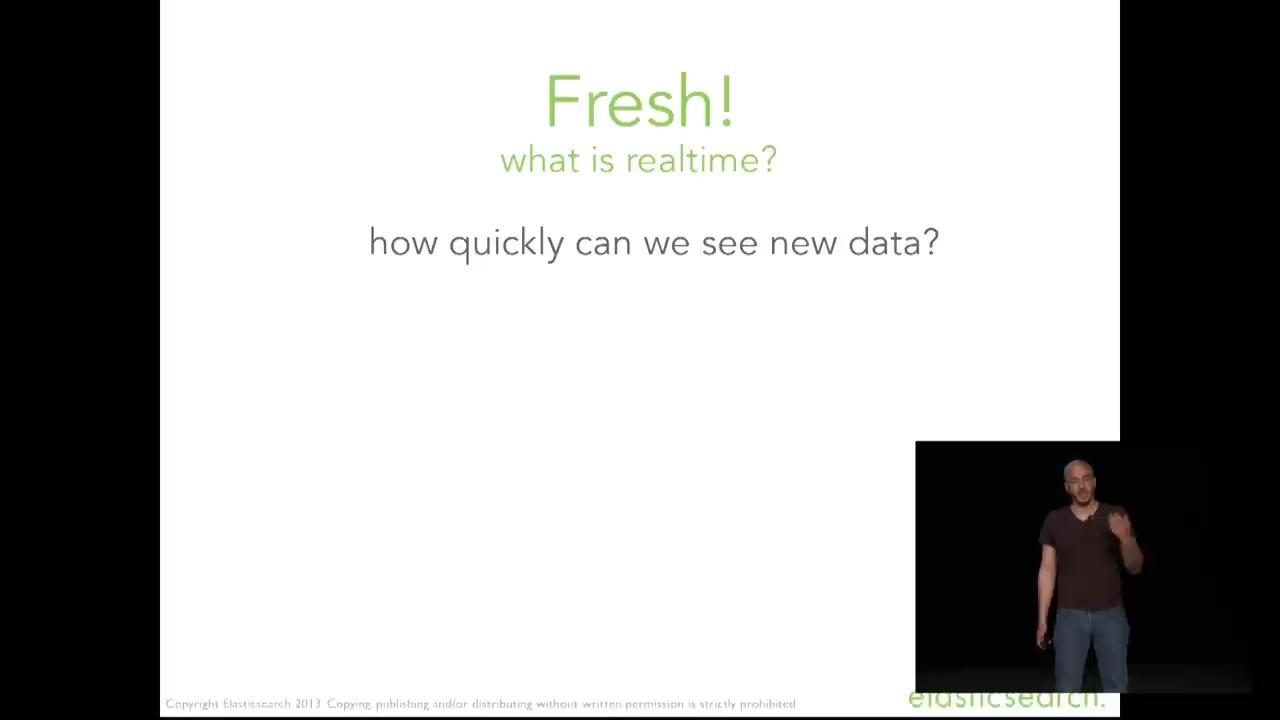 Fresh!
what is realtime?
how quickly can we see new data?
Copyright Elasticsearch 2013 Copying, publishing and/or distributing without written permission is strictly prohibited
elasticsearch.